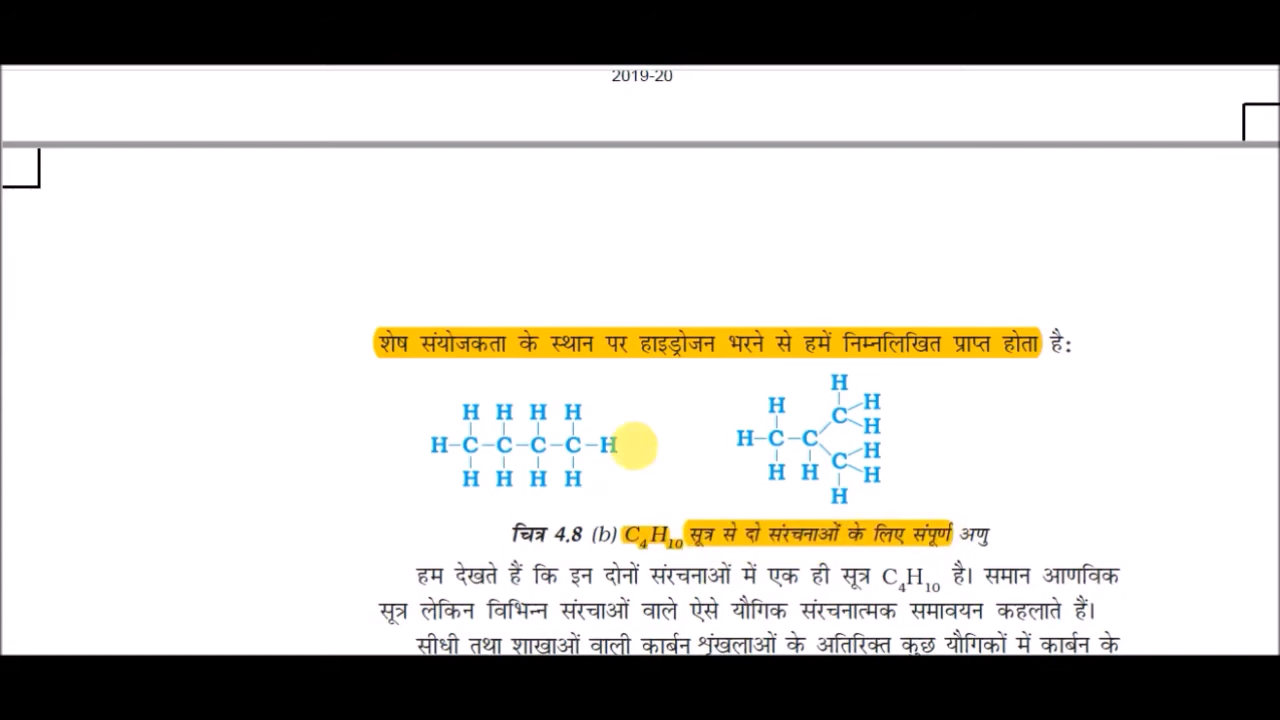 2019-20
शेष संयोजकता के स्थान पर हाइड्रोजन भरने से हमें निम्नलिखित प्राप्त होता है:
H H H H
H–C–C–C–C–H
H H H H
H
H H
C
H H
H–C–C
H
C
H H H
H
चित्र 4.8 (b) C₄H₁₀ सूत्र से दो संरचनाओं के लिए संपूर्ण अणु
हम देखते हैं कि इन दोनों संरचनाओं में एक ही सूत्र C₄H₁₀ है। समान आणविक
सूत्र लेकिन विभिन्न संरचाओं वाले ऐसे यौगिक संरचनात्मक समावयन कहलाते हैं।
सीधी तथा शाखाओं वाली कार्बन शृंखलाओं के अतिरिक्त कुछ यौगिकों में कार्बन के